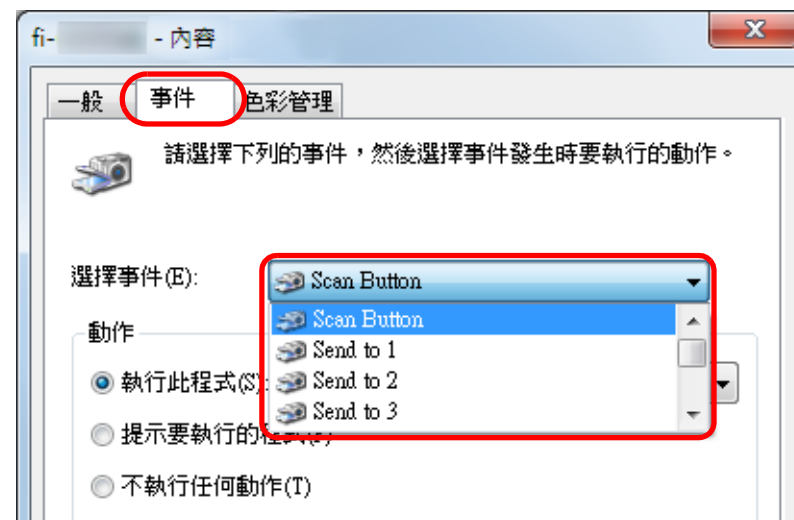 fi- - 內容
一般 事件 色彩管理
請選擇下列的事件，然後選擇事件發生時要執行的動作。
選擇事件(E): Scan Button
Scan Button
動作
Send to 1
執行此程式(S): Send to 2
Send to 3
提示要執行的
不執行任何動作(T)